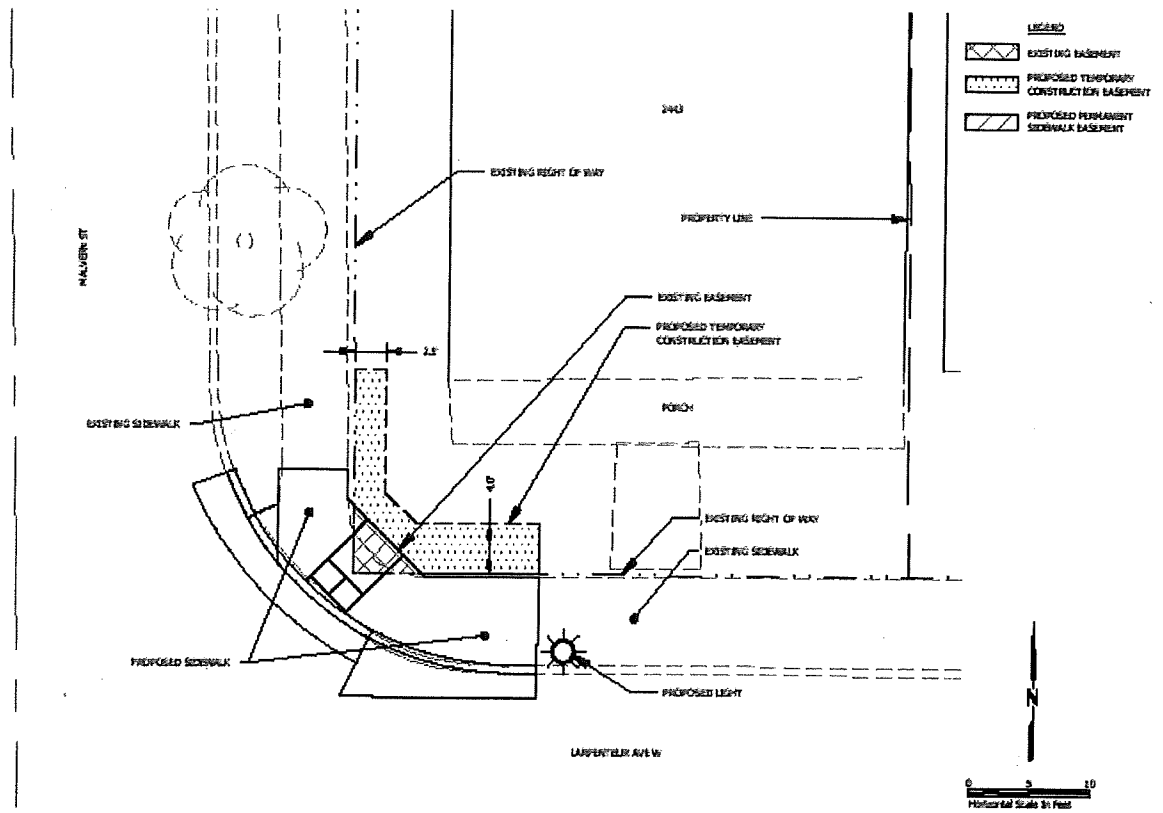 LEGEND
EXISTING EASEMENT
PROPOSED TEMPORARY
CONSTRUCTION EASEMENT
PROPOSED PERMANENT
SIDEWALK EASEMENT
2443
EXISTING RIGHT OF WAY
PROPERTY LINE
MALVERN ST
EXISTING EASEMENT
PROPOSED TEMPORARY
CONSTRUCTION EASEMENT
PORCH
EXISTING SIDEWALK
4.0'
EXISTING RIGHT OF WAY
EXISTING SIDEWALK
PROPOSED SIDEWALK
PROPOSED LIGHT
N
LARPENTEUR AVE W
0 5 10
Horizontal Scale In Feet